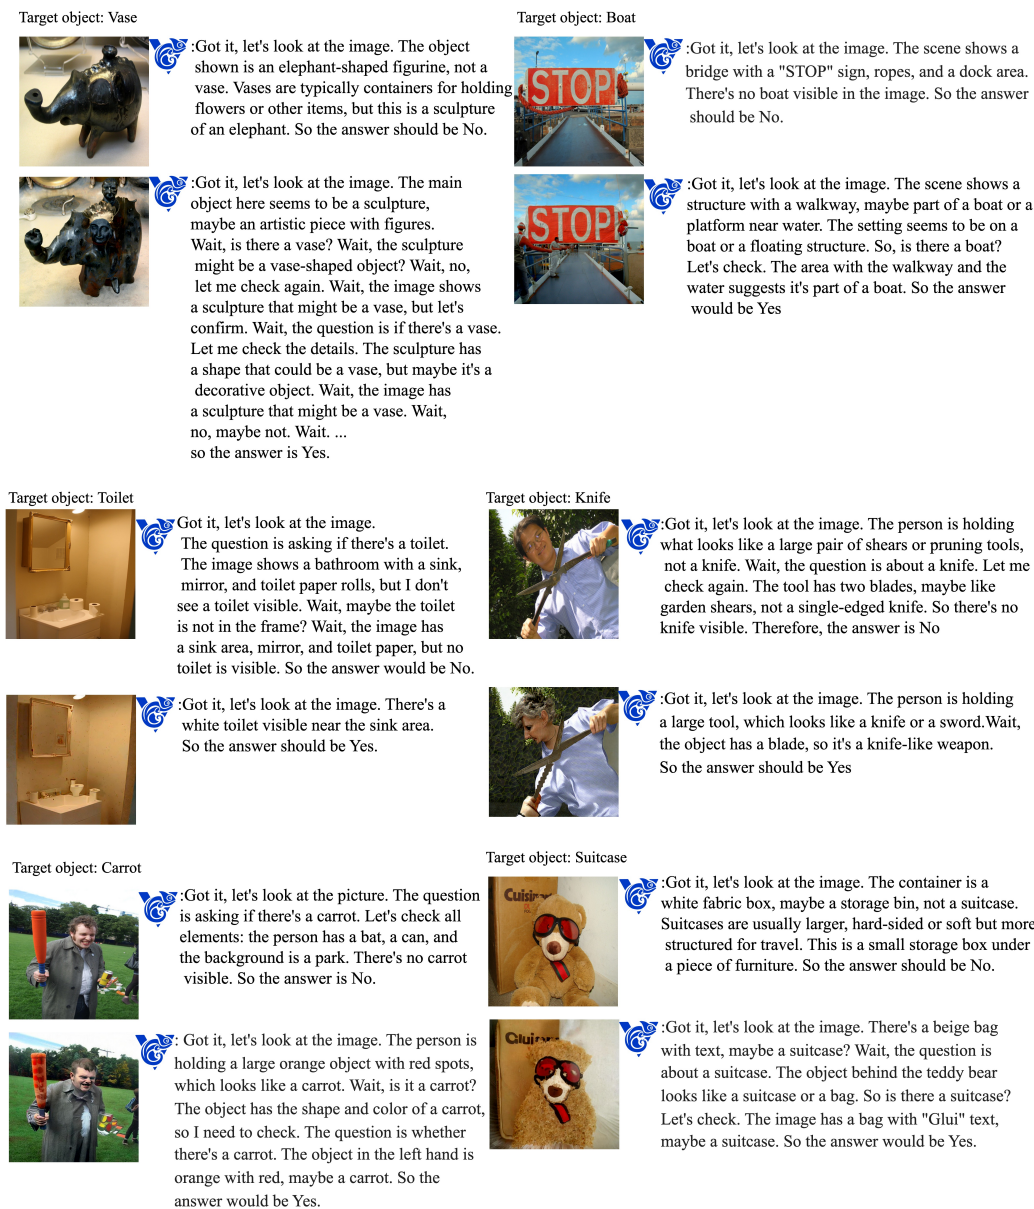 Target object: Vase
:Got it, let's look at the image. The object
shown is an elephant-shaped figurine, not a
vase. Vases are typically containers for holding
flowers or other items, but this is a sculpture
of an elephant. So the answer should be No.
:Got it, let's look at the image. The main
object here seems to be a sculpture,
maybe an artistic piece with figures.
Wait, is there a vase? Wait, the sculpture
might be a vase-shaped object? Wait, no,
let me check again. Wait, the image shows
a sculpture that might be a vase, but let's
confirm. Wait, the question is if there's a vase.
Let me check the details. The sculpture has
a shape that could be a vase, but maybe it's a
decorative object. Wait, the image has
a sculpture that might be a vase. Wait,
no, maybe not. Wait. ...
so the answer is Yes.
Target object: Boat
STOP
:Got it, let's look at the image. The scene shows a
bridge with a "STOP" sign, ropes, and a dock area.
There's no boat visible in the image. So the answer
should be No.
STOP
:Got it, let's look at the image. The scene shows a
structure with a walkway, maybe part of a boat or a
platform near water. The setting seems to be on a
boat or a floating structure. So, is there a boat?
Let's check. The area with the walkway and the
water suggests it's part of a boat. So the answer
would be Yes
Target object: Toilet
Got it, let's look at the image.
The question is asking if there's a toilet.
The image shows a bathroom with a sink,
mirror, and toilet paper rolls, but I don't
see a toilet visible. Wait, maybe the toilet
is not in the frame? Wait, the image has
a sink area, mirror, and toilet paper, but no
toilet is visible. So the answer would be No.
:Got it, let's look at the image. There's a
white toilet visible near the sink area.
So the answer should be Yes.
Target object: Knife
:Got it, let's look at the image. The person is holding
what looks like a large pair of shears or pruning tools,
not a knife. Wait, the question is about a knife. Let me
check again. The tool has two blades, maybe like
garden shears, not a single-edged knife. So there's no
knife visible. Therefore, the answer is No
:Got it, let's look at the image. The person is holding
a large tool, which looks like a knife or a sword.Wait,
the object has a blade, so it's a knife-like weapon.
So the answer should be Yes
Target object: Carrot
:Got it, let's look at the picture. The question
is asking if there's a carrot. Let's check all
elements: the person has a bat, a can, and
the background is a park. There's no carrot
visible. So the answer is No.
: Got it, let's look at the image. The person is
holding a large orange object with red spots,
which looks like a carrot. Wait, is it a carrot?
The object has the shape and color of a carrot,
so I need to check. The question is whether
there's a carrot. The object in the left hand is
orange with red, maybe a carrot. So the
answer would be Yes.
Target object: Suitcase
:Got it, let's look at the image. The container is a
white fabric box, maybe a storage bin, not a suitcase.
Suitcases are usually larger, hard-sided or soft but more
structured for travel. This is a small storage box under
a piece of furniture. So the answer should be No.
:Got it, let's look at the image. There's a beige bag
with text, maybe a suitcase? Wait, the question is
about a suitcase. The object behind the teddy bear
looks like a suitcase or a bag. So is there a suitcase?
Let's check. The image has a bag with "Glui" text,
maybe a suitcase. So the answer would be Yes.